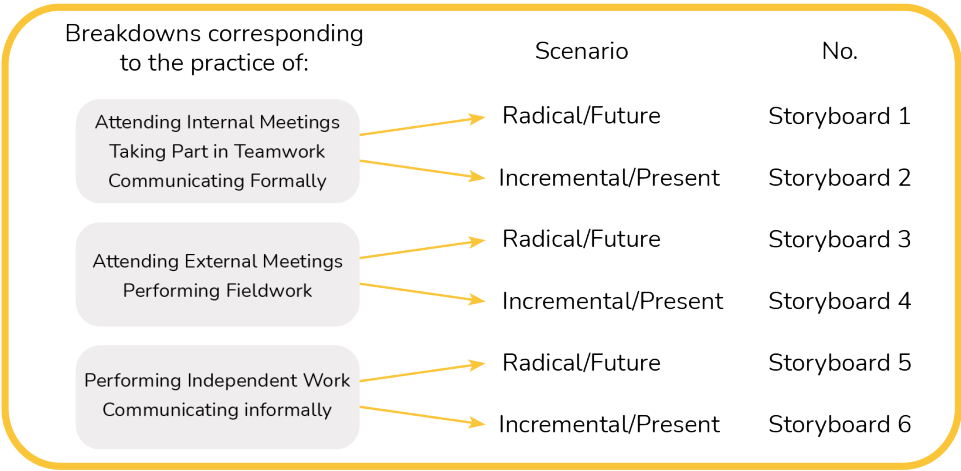 Breakdowns corresponding
to the practice of:
Scenario
No.
Attending Internal Meetings
Taking Part in Teamwork
Communicating Formally
Radical/Future
Storyboard 1
Incremental/Present
Storyboard 2
Attending External Meetings
Performing Fieldwork
Radical/Future
Storyboard 3
Incremental/Present
Storyboard 4
Performing Independent Work
Communicating informally
Radical/Future
Storyboard 5
Incremental/Present
Storyboard 6